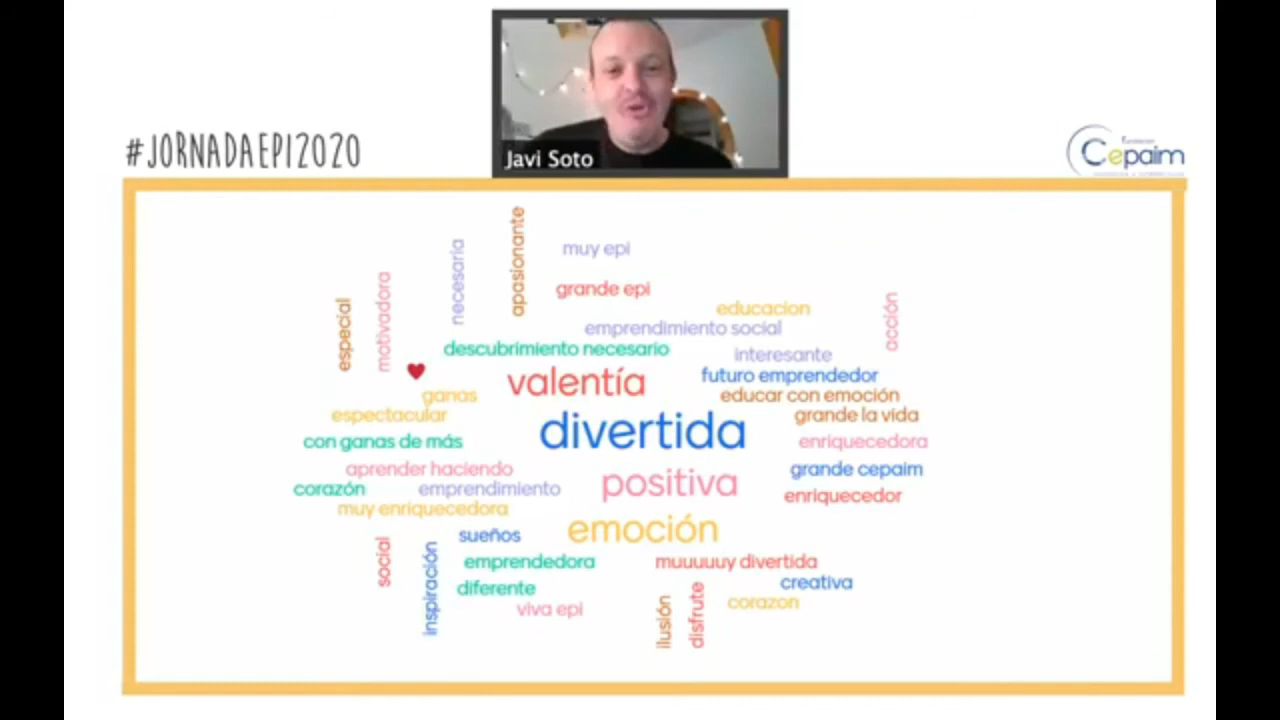 Javi Soto
#JORNADAEPI2020
Fundación
Cepaim
apasionante
necesaria
muy epi
motivadora
grande epi
especial
educacion
acción
emprendimiento social
descubrimiento necesario
interesante
valentía
futuro emprendedor
ganas
educar con emoción
espectacular
grande la vida
divertida
con ganas de más
enriquecedora
aprender haciendo
grande cepaim
positiva
corazón
emprendimiento
enriquecedor
muy enriquecedora
emoción
sueños
social
inspiración
emprendedora
muuuuuy divertida
diferente
creativa
viva epi
ilusión
disfrute
corazon